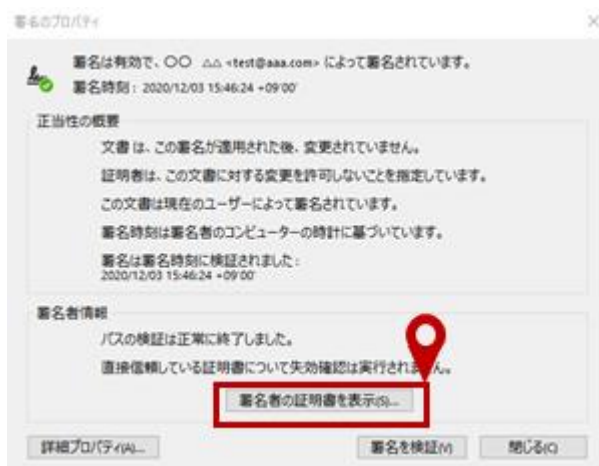 署名のプロパティ
署名は有効で、〇〇 △△ <test@aaa.com> によって署名されています。
署名時刻: 2020/12/03 15:46:24 +09'00'
正当性の概要
文書 は、この署名が適用された後、変更されていません。
証明者は、この文書に対する変更を許可しないことを指定しています。
この文書は現在のユーザーによって署名されています。
署名時刻は署名者のコンピューターの時計に基づいています。
署名は署名時刻に検証されました:
2020/12/03 15:46:24 +09'00'
署名者情報
パスの検証は正常に終了しました。
直接信頼している証明書について失効確認は実行されません。
署名者の証明書を表示(S)...
詳細プロパティ(A)...
署名を検証(V)
閉じる(C)